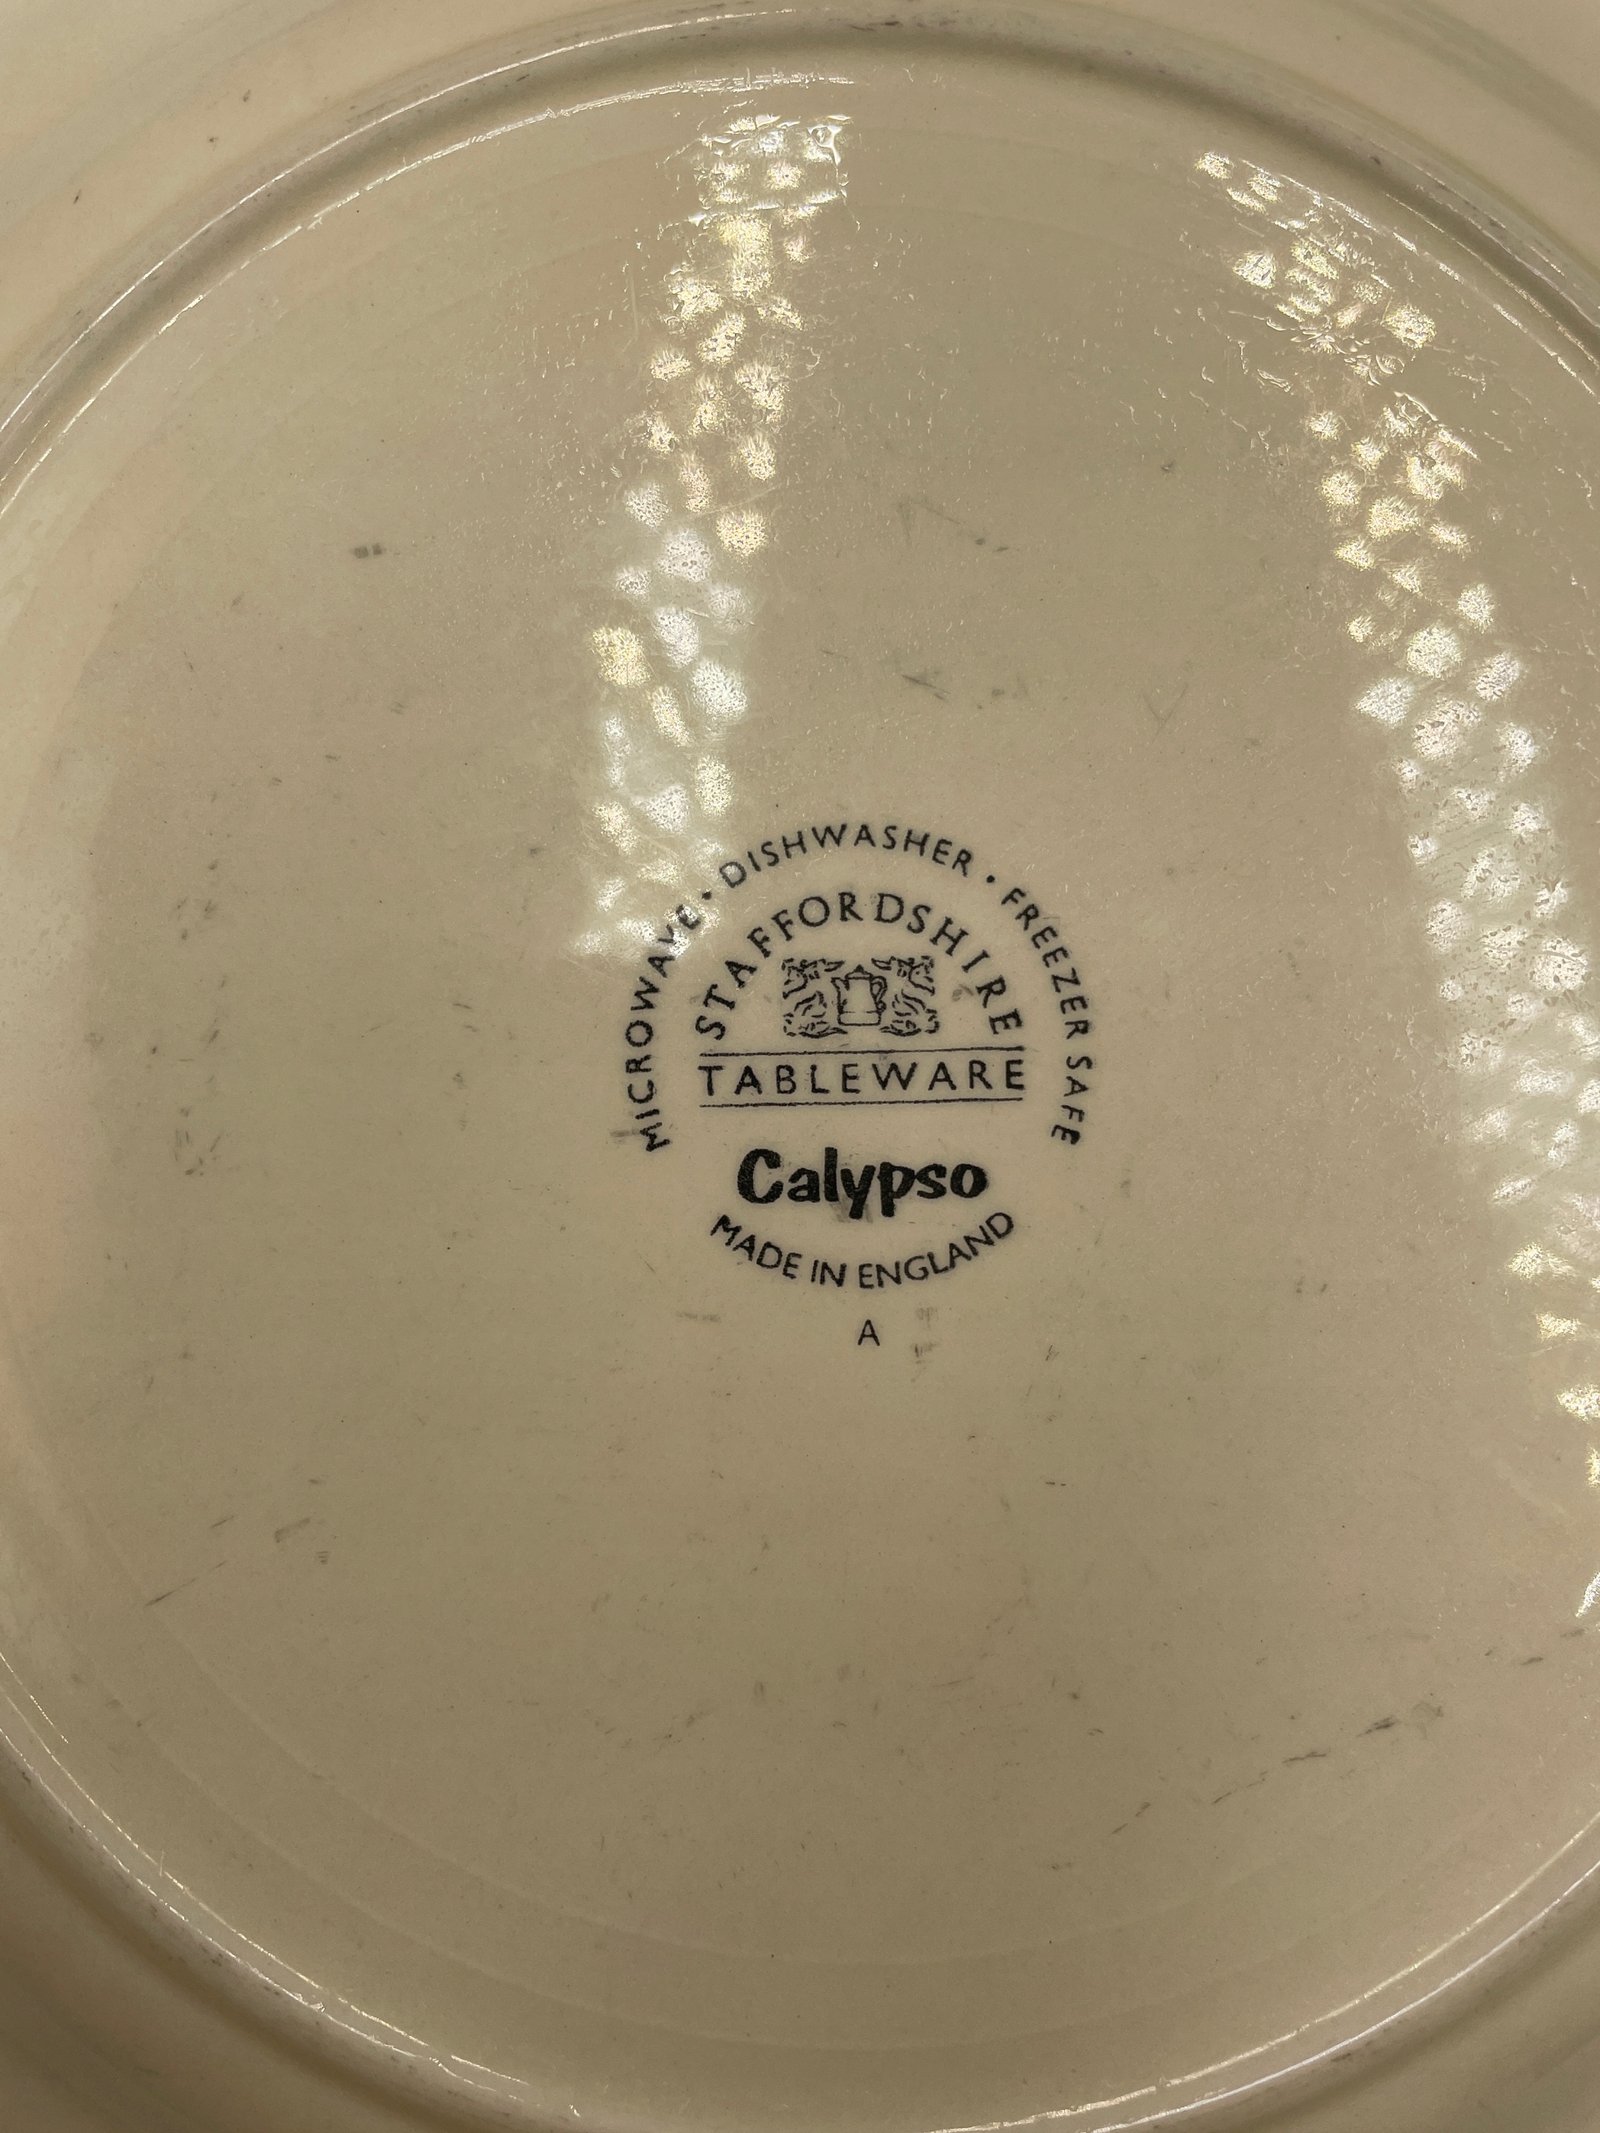 MICROWAVE · DISHWASHER · FREEZER SAFE
STAFFORDSHIRE
TABLEWARE
Calypso
MADE IN ENGLAND
A